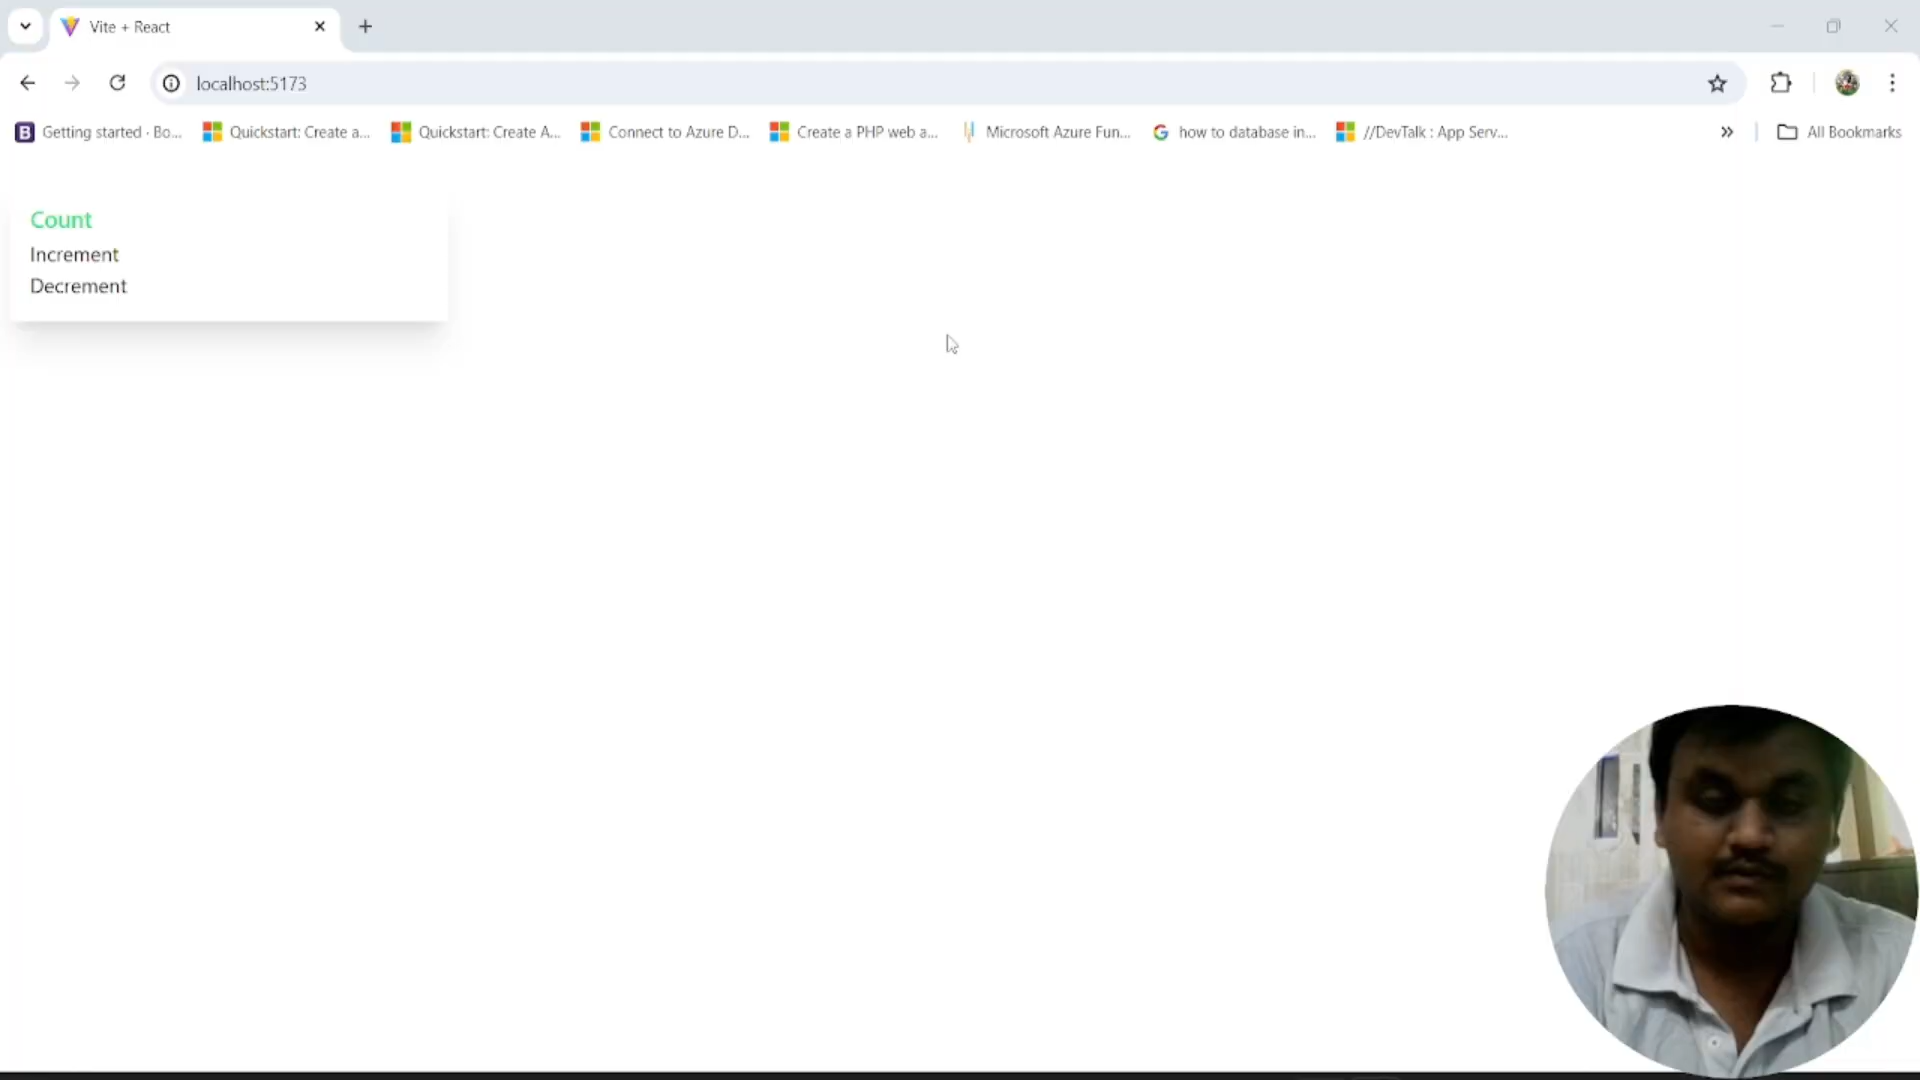 Vite + React
localhost:5173
Getting started · Bo... Quickstart: Create a... Quickstart: Create A... Connect to Azure D... Create a PHP web a... Microsoft Azure Fun... how to database in... //DevTalk : App Serv... » All Bookmarks
Count
Increment
Decrement